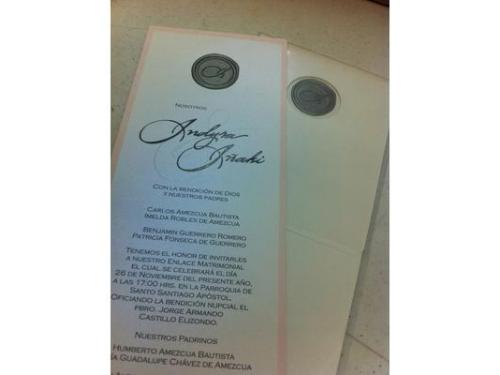 Nosotros
Andyra
&
Iñaki
Con la bendición de Dios
y nuestros padres
Carlos Amezcua Bautista
Imelda Robles de Amezcua
Benjamin Guerrero Romero
Patricia Fonseca de Guerrero
Tenemos el honor de invitarles
a nuestro Enlace Matrimonial
el cual se celebrará el día
26 de Noviembre del presente año,
a las 17:00 hrs. en la Parroquia de
Santo Santiago Apóstol.
Oficiando la bendición nupcial el
Pbro. Jorge Armando
Castillo Elizondo.
Nuestros Padrinos
Humberto Amezcua Bautista
Guadalupe Chávez de Amezcua